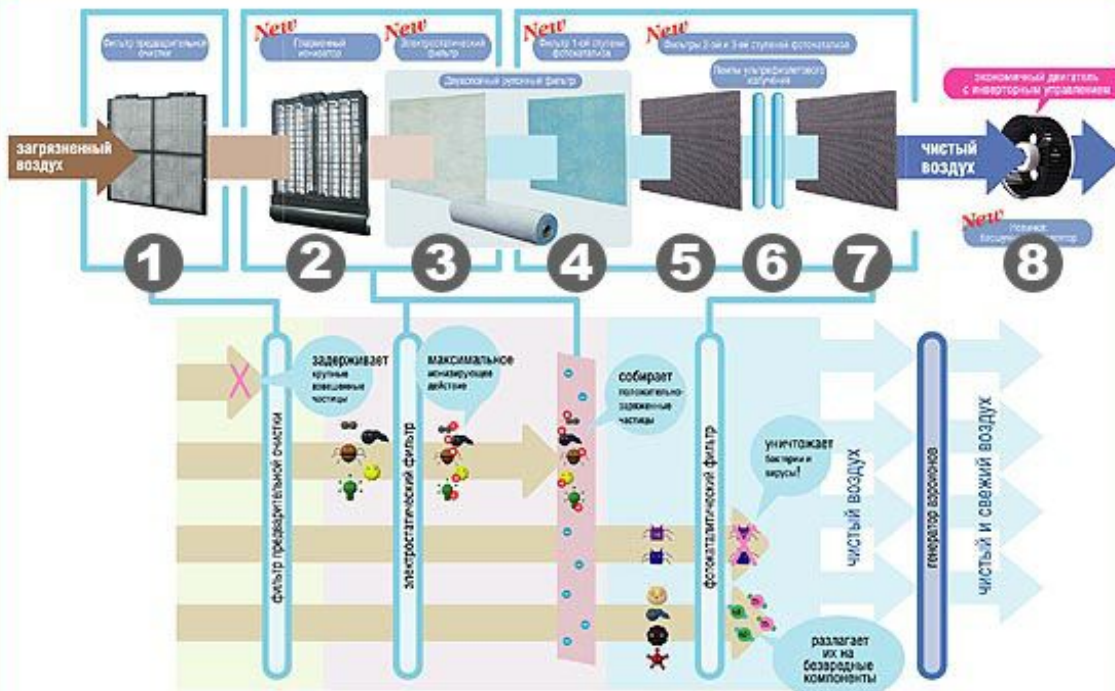 New
New
New
New
Фильтр предварительной
очистки
Плазменный
ионизатор
Электростатический
фильтр
Фильтр 1-ой ступени
фотокатализа
Фильтры 2-ой и 3-ей ступеней фотокатализа
Двухслойный рулонный фильтр
Лампы ультрафиолетового
излучения
экономичный двигатель
с инверторным управлением
загрязненный
воздух
чистый
воздух
New
Новинка:
1
2
3
4
5
6
7
8
задерживает
крупные
взвешенные
частицы
максимальное
ионизирующее
действие
собирает
положительно-
заряженные
частицы
уничтожает
бактерии и
вирусы!
разлагает
их на
безвредные
компоненты
фильтр предварительной очистки
электростатический фильтр
фотокаталитический фильтр
чистый воздух
генератор аэроионов
чистый и свежий воздух